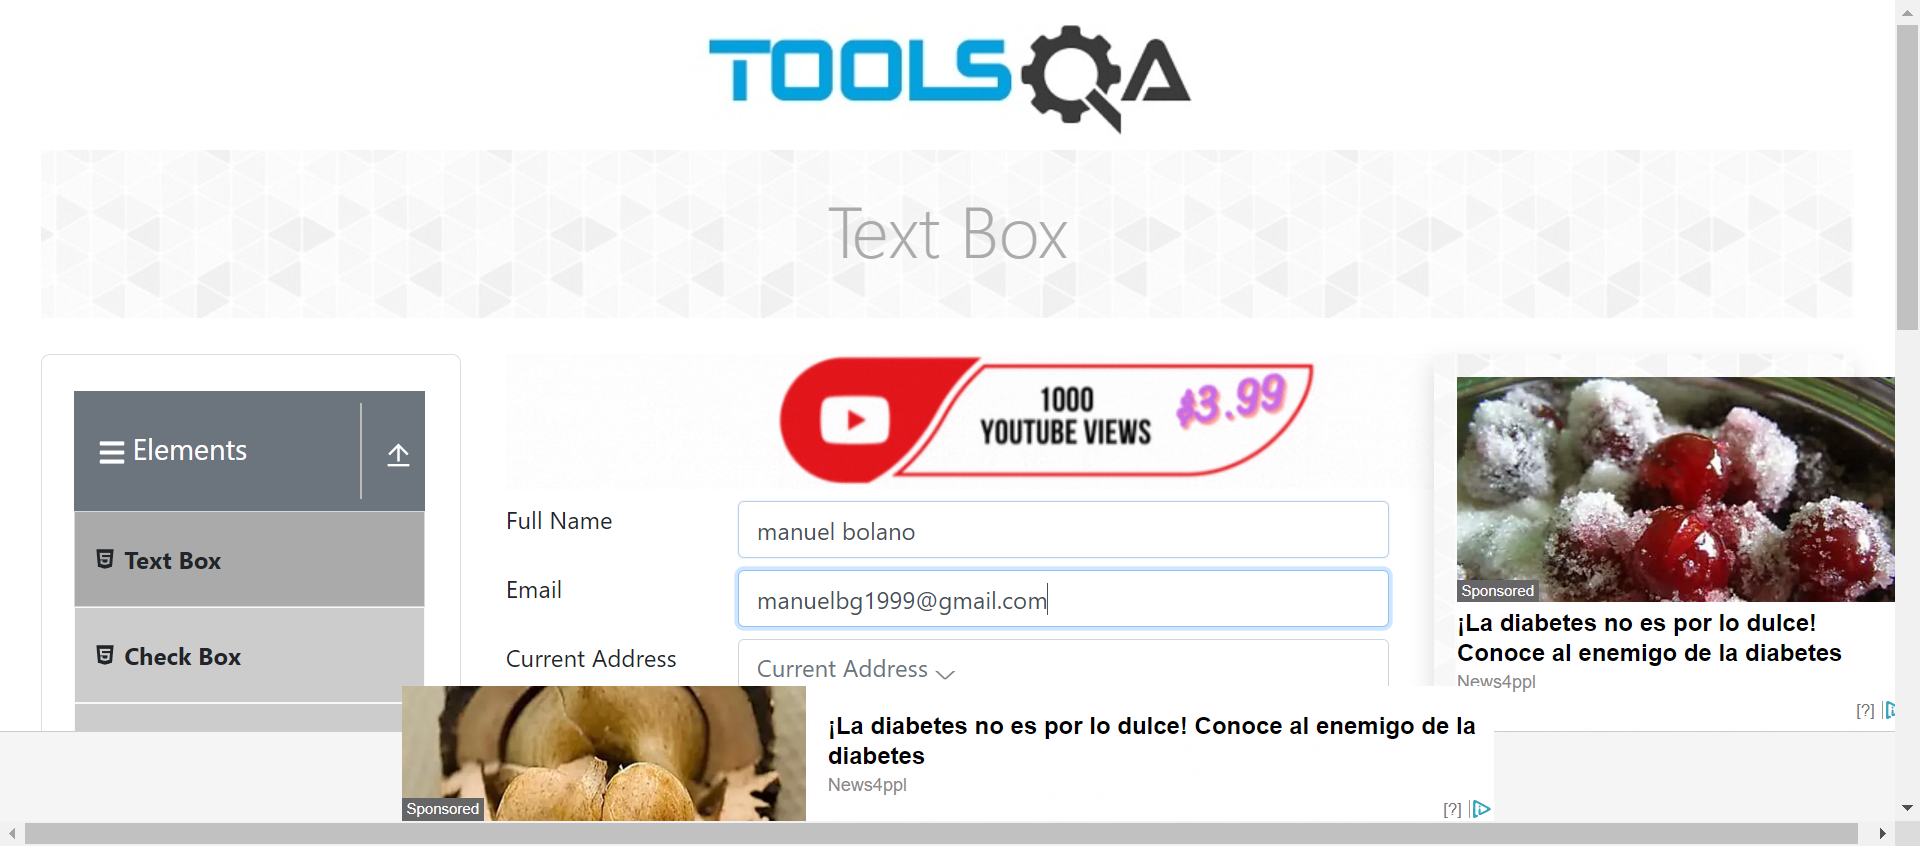 TOOLSQA
Text Box
Elements
Text Box
Check Box
1000
YOUTUBE VIEWS
$3.99
Full Name
manuel bolano
Email
manuelbg1999@gmail.com
Current Address
Current Address
Sponsored
¡La diabetes no es por lo dulce!
Conoce al enemigo de la diabetes
News4ppl
[?]
Sponsored
¡La diabetes no es por lo dulce! Conoce al enemigo de la
diabetes
News4ppl
[?]